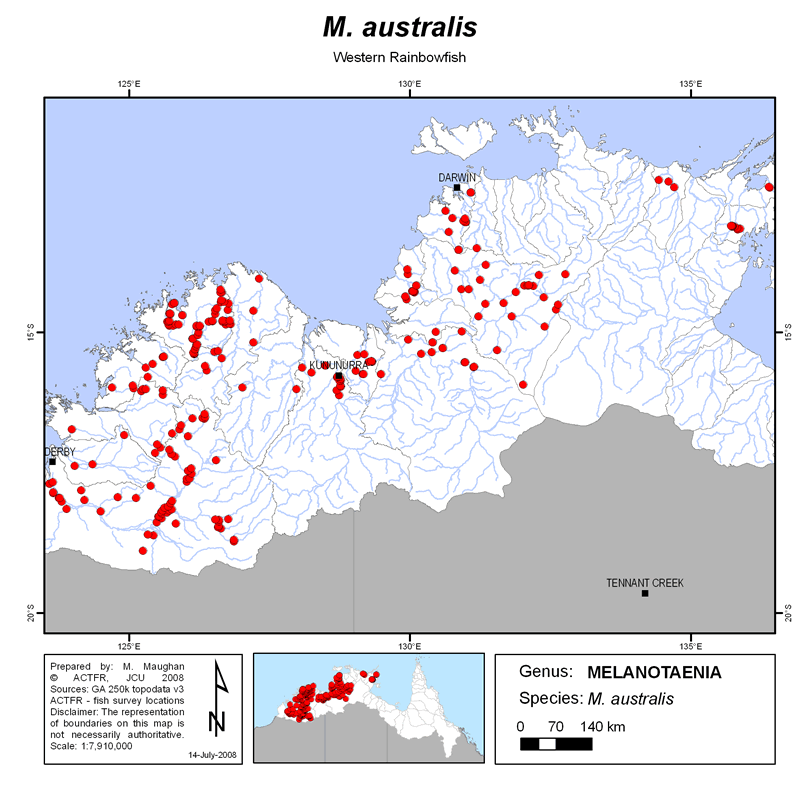 M. australis
Western Rainbowfish
125°E 130°E 135°E
DARWIN
15°S 15°S
KUNUNURRA
DERBY
TENNANT CREEK
20°S 20°S
125°E 130°E 135°E
Prepared by: M. Maughan
© ACTFR, JCU 2008
Sources: GA 250k topodata v3
ACTFR - fish survey locations
Disclaimer: The representation
of boundaries on this map is
not necessarily authoritative.
Scale: 1:7,910,000
N
14-July-2008
Genus: MELANOTAENIA
Species: M. australis
0 70 140 km